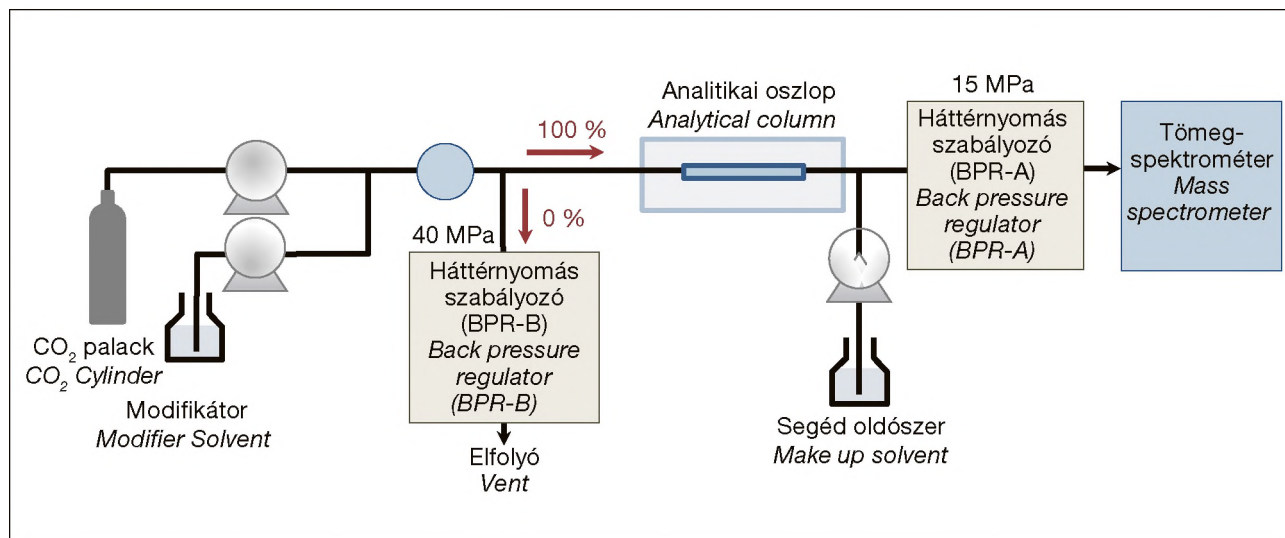 CO₂ palack
CO₂ Cylinder
Modifikátor
Modifier Solvent
40 MPa
Háttérnyomás
szabályozó
(BPR-B)
Back pressure
regulator
(BPR-B)
Elfolyó
Vent
100 %
0 %
Analitikai oszlop
Analytical column
Segéd oldószer
Make up solvent
15 MPa
Háttérnyomás
szabályozó
(BPR-A)
Back pressure
regulator
(BPR-A)
Tömeg-
spektrométer
Mass
spectrometer